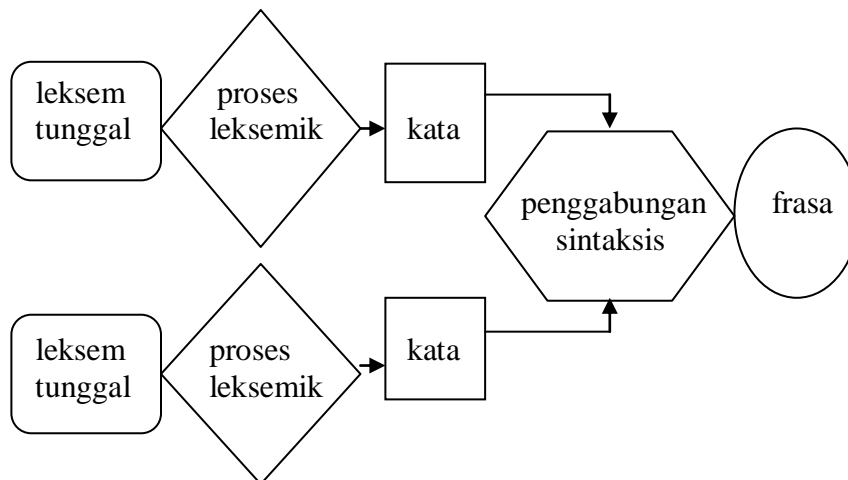 leksem
tunggal
proses
leksemik
kata
penggabungan
sintaksis
frasa
leksem
tunggal
proses
leksemik
kata